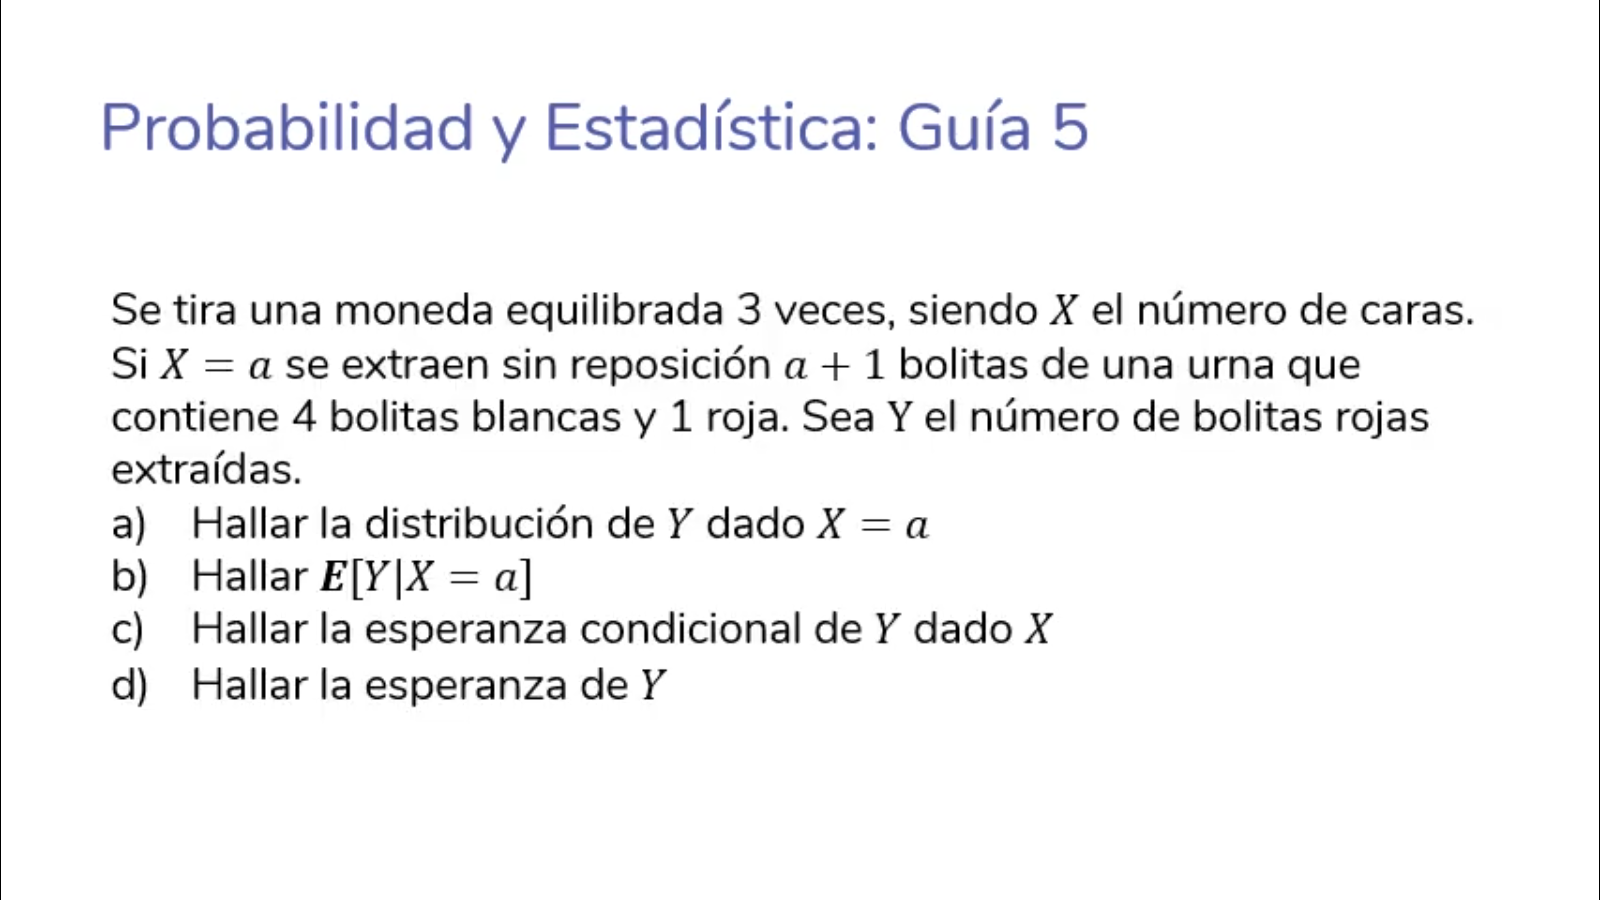 Probabilidad y Estadística: Guía 5
Se tira una moneda equilibrada 3 veces, siendo X el número de caras.
Si X = a se extraen sin reposición a + 1 bolitas de una urna que
contiene 4 bolitas blancas y 1 roja. Sea Y el número de bolitas rojas
extraídas.
a) Hallar la distribución de Y dado X = a
b) Hallar E[Y|X = a]
c) Hallar la esperanza condicional de Y dado X
d) Hallar la esperanza de Y